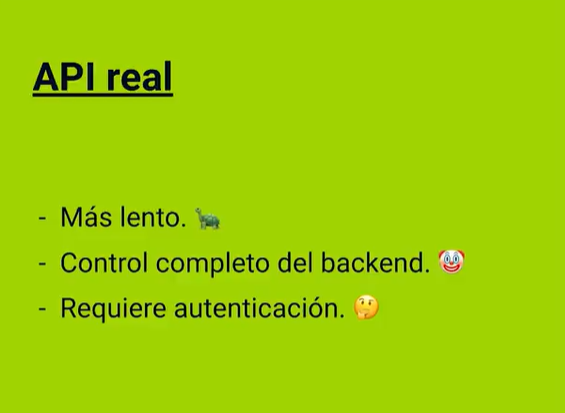 API real
- Más lento. 🐢
- Control completo del backend. 🤡
- Requiere autenticación. 🤔